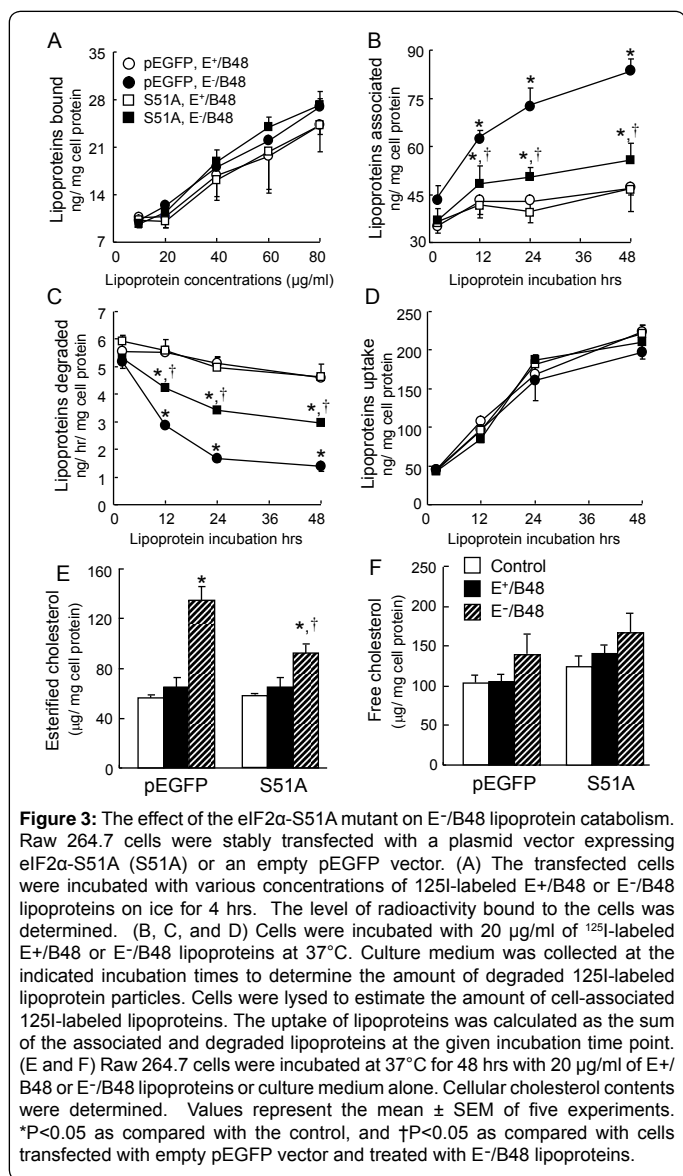 A
Lipoproteins bound
ng/ mg cell protein
pEGFP, E+/B48
pEGFP, E-/B48
S51A, E+/B48
S51A, E-/B48
35
28
21
14
7
0 20 40 60 80
Lipoprotein concentrations (µg/ml)
B
Lipoproteins associated
ng/ mg cell protein
90
75
60
45
30
* * *
*,† *,† *,†
0 12 24 36 48
Lipoprotein incubation hrs
C
Lipoproteins degraded
ng/ hr/ mg cell protein
7
6
5
4
3
2
1
0
*,† *,† *,†
* * *
0 12 24 36 48
Lipoprotein incubation hrs
D
Lipoproteins uptake
ng/ mg cell protein
250
200
150
100
50
0
0 12 24 36 48
Lipoprotein incubation hrs
E
Esterified cholesterol
(µg/ mg cell protein)
160
120
80
40
0
*
*,†
pEGFP S51A
F
Free cholesterol
(µg/ mg cell protein)
250
200
150
100
50
0
Control
E+/B48
E-/B48
pEGFP S51A
Figure 3: The effect of the eIF2α-S51A mutant on E-/B48 lipoprotein catabolism.
Raw 264.7 cells were stably transfected with a plasmid vector expressing
eIF2α-S51A (S51A) or an empty pEGFP vector. (A) The transfected cells
were incubated with various concentrations of 125I-labeled E+/B48 or E-/B48
lipoproteins on ice for 4 hrs. The level of radioactivity bound to the cells was
determined. (B, C, and D) Cells were incubated with 20 µg/ml of ¹²⁵I-labeled
E+/B48 or E-/B48 lipoproteins at 37°C. Culture medium was collected at the
indicated incubation times to determine the amount of degraded 125I-labeled
lipoprotein particles. Cells were lysed to estimate the amount of cell-associated
125I-labeled lipoproteins. The uptake of lipoproteins was calculated as the sum
of the associated and degraded lipoproteins at the given incubation time point.
(E and F) Raw 264.7 cells were incubated at 37°C for 48 hrs with 20 µg/ml of E+/
B48 or E-/B48 lipoproteins or culture medium alone. Cellular cholesterol contents
were determined. Values represent the mean ± SEM of five experiments.
*P<0.05 as compared with the control, and †P<0.05 as compared with cells
transfected with empty pEGFP vector and treated with E-/B48 lipoproteins.